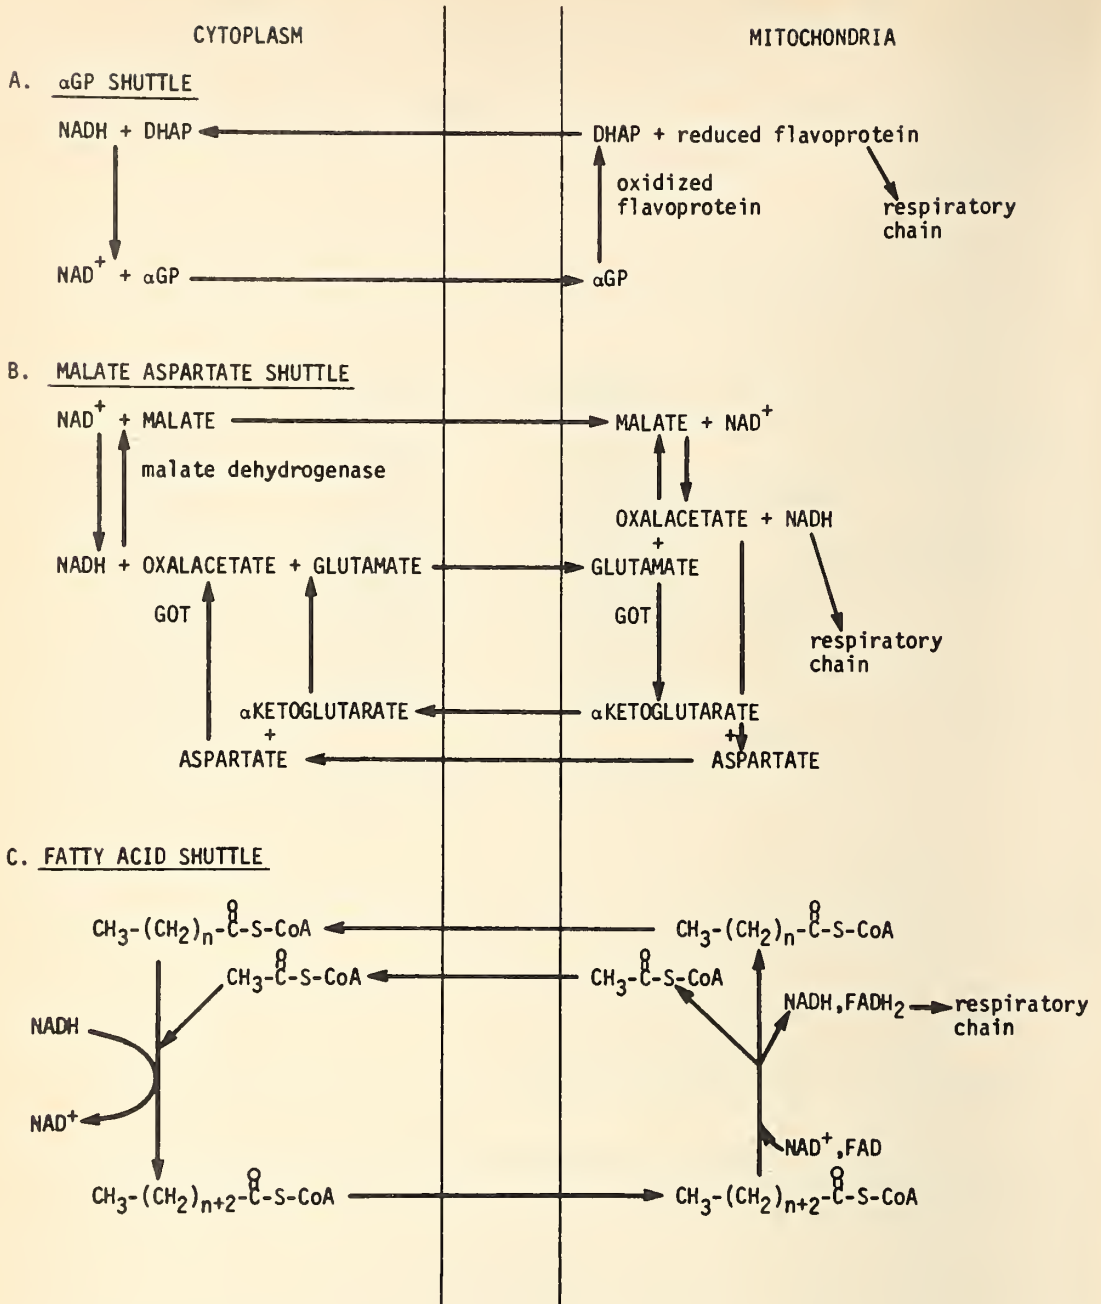 CYTOPLASM
MITOCHONDRIA
A. αGP SHUTTLE
NADH + DHAP
DHAP + reduced flavoprotein
oxidized
flavoprotein
respiratory
chain
NAD⁺ + αGP
αGP
B. MALATE ASPARTATE SHUTTLE
NAD⁺ + MALATE
MALATE + NAD⁺
malate dehydrogenase
OXALACETATE + NADH
+
NADH + OXALACETATE + GLUTAMATE
GLUTAMATE
GOT
GOT
respiratory
chain
αKETOGLUTARATE
αKETOGLUTARATE
+
+
ASPARTATE
ASPARTATE
C. FATTY ACID SHUTTLE
O
CH₃-(CH₂)ₙ-C-S-CoA
O
CH₃-(CH₂)ₙ-C-S-CoA
O
CH₃-C-S-CoA
O
CH₃-C-S-CoA
NADH,FADH₂
respiratory
chain
NADH
NAD⁺
NAD⁺,FAD
O
CH₃-(CH₂)ₙ₊₂-C-S-CoA
O
CH₃-(CH₂)ₙ₊₂-C-S-CoA